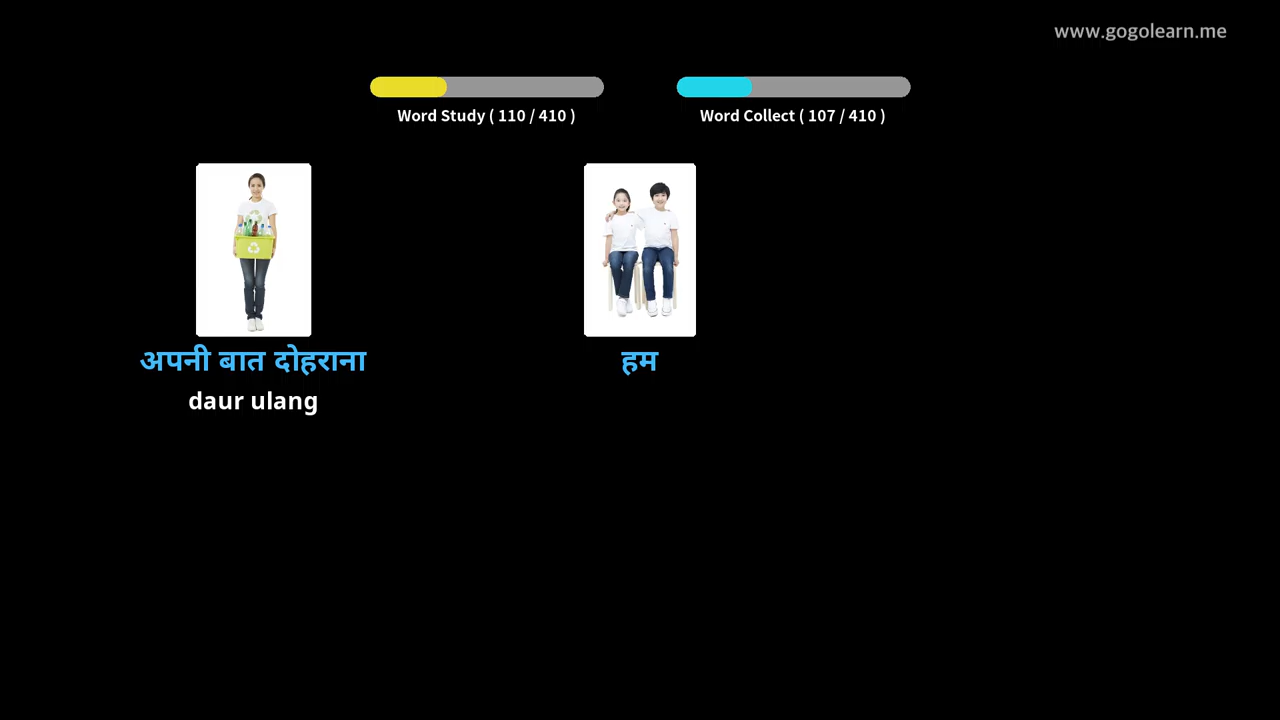 www.gogolearn.me
Word Study ( 110 / 410 )
Word Collect ( 107 / 410 )
अपनी बात दोहराना
daur ulang
हम